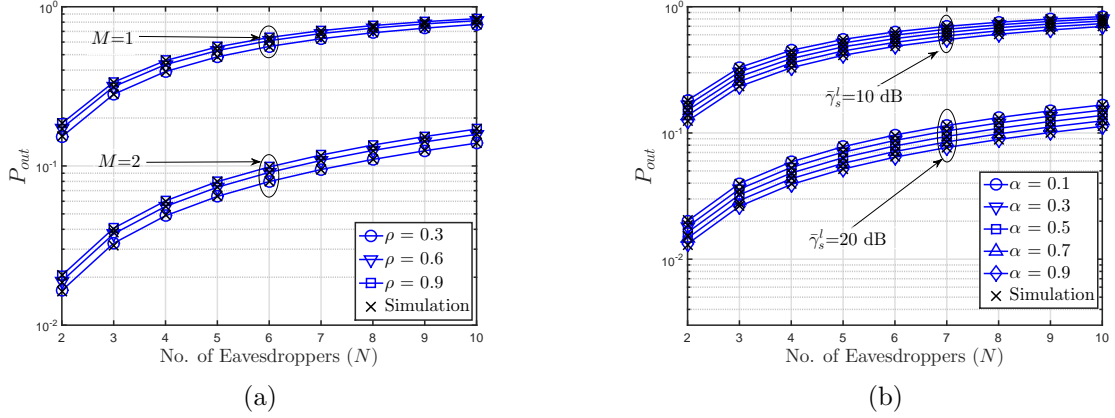 10^0
10^-1
10^-2
P_out
M=1
M=2
ρ = 0.3
ρ = 0.6
ρ = 0.9
Simulation
2 3 4 5 6 7 8 9 10
No. of Eavesdroppers (N)
(a)
10^0
10^-1
10^-2
P_out
γ̄_s^l=10 dB
γ̄_s^l=20 dB
α = 0.1
α = 0.3
α = 0.5
α = 0.7
α = 0.9
Simulation
2 3 4 5 6 7 8 9 10
No. of Eavesdroppers (N)
(b)